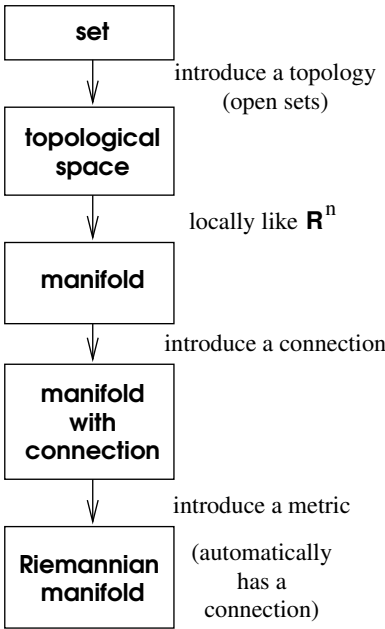 set
introduce a topology
(open sets)
topological
space
locally like R^n
manifold
introduce a connection
manifold
with
connection
introduce a metric
Riemannian
manifold
(automatically
has a
connection)